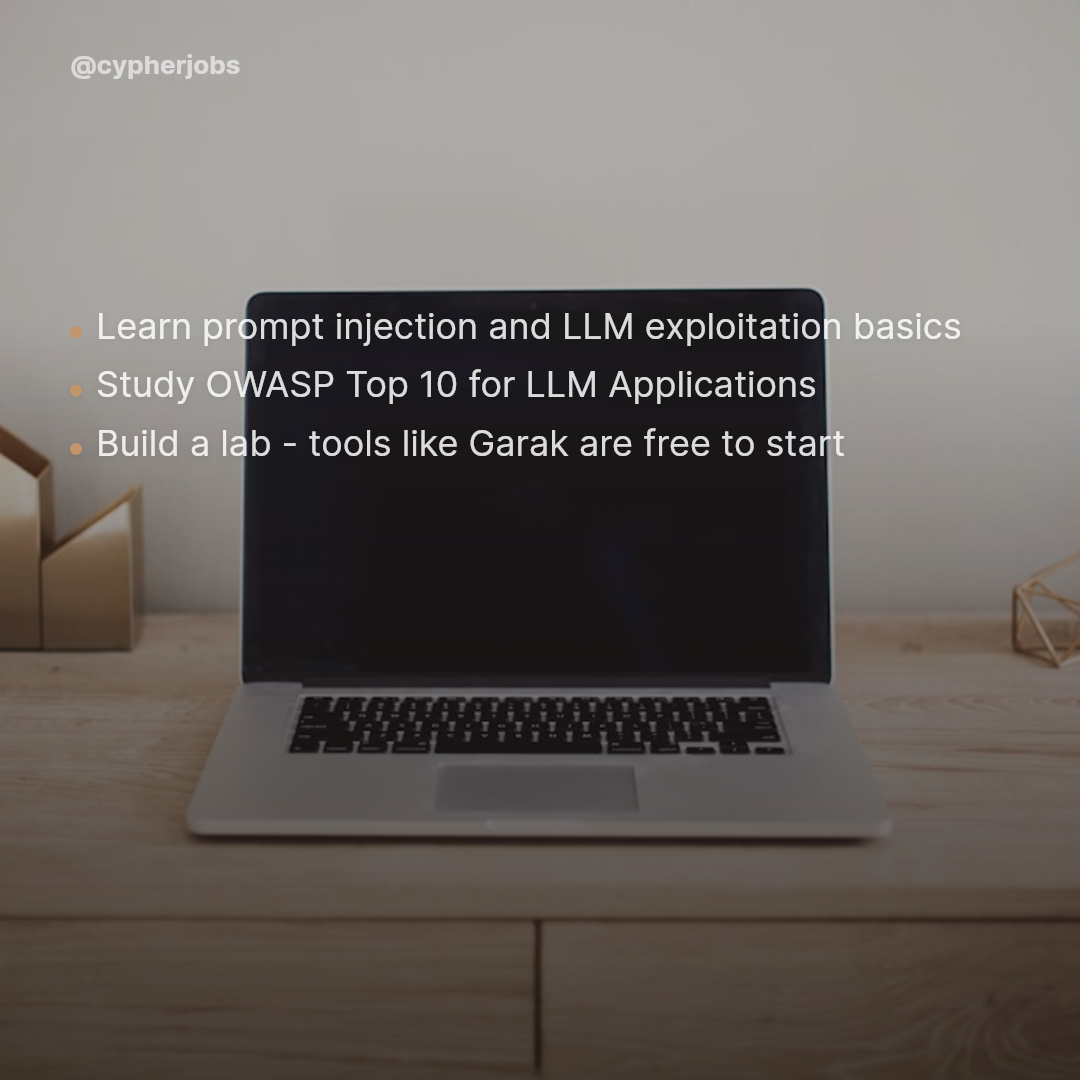 @cypherjobs
Learn prompt injection and LLM exploitation basics
Study OWASP Top 10 for LLM Applications
Build a lab - tools like Garak are free to start